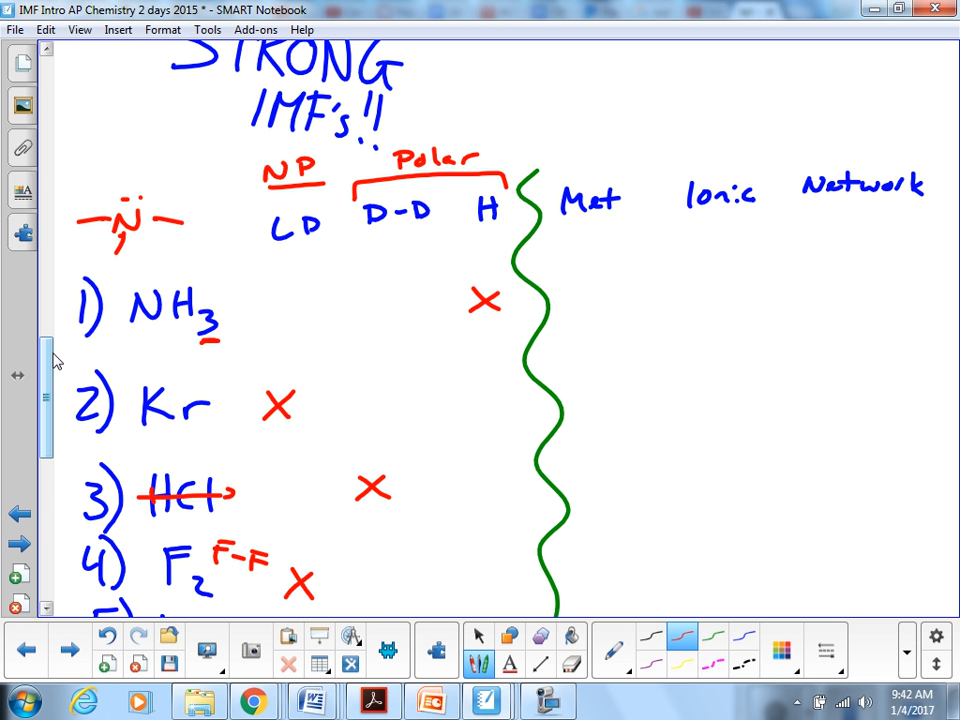 IMF Intro AP Chemistry 2 days 2015 * - SMART Notebook
File Edit View Insert Format Tools Add-ons Help
STRONG
IMF's!!
NP Polar
LD D-D H Met Ionic Network
N
1) NH3 X
2) Kr X
3) HCl X
4) F2 F-F X
5)
9:42 AM
1/4/2017